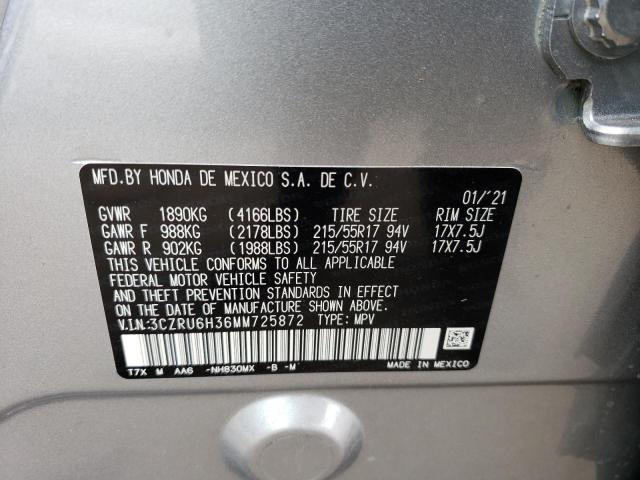 MFD.BY HONDA DE MEXICO S.A. DE C.V.
01/'21
GVWR 1890KG (4166LBS) TIRE SIZE RIM SIZE
GAWR F 988KG (2178LBS) 215/55R17 94V 17X7.5J
GAWR R 902KG (1988LBS) 215/55R17 94V 17X7.5J
THIS VEHICLE CONFORMS TO ALL APPLICABLE
FEDERAL MOTOR VEHICLE SAFETY
AND THEFT PREVENTION STANDARDS IN EFFECT
ON THE DATE OF MANUFACTURE SHOWN ABOVE.
V.I.N:3CZRU6H36MM725872 TYPE: MPV
T7X M AA6 -NH830MX -B -M
MADE IN MEXICO